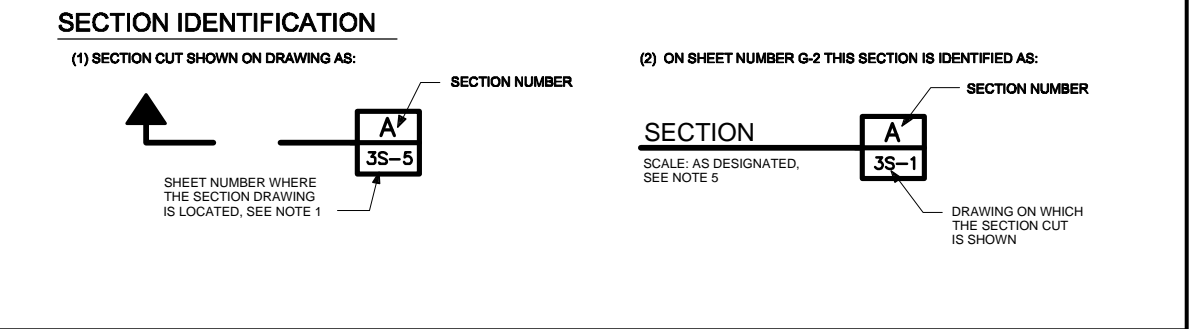 SECTION IDENTIFICATION
(1) SECTION CUT SHOWN ON DRAWING AS:
SECTION NUMBER
A
3S-5
SHEET NUMBER WHERE
THE SECTION DRAWING
IS LOCATED, SEE NOTE 1
(2) ON SHEET NUMBER G-2 THIS SECTION IS IDENTIFIED AS:
SECTION NUMBER
SECTION
A
3S-1
SCALE: AS DESIGNATED,
SEE NOTE 5
DRAWING ON WHICH
THE SECTION CUT
IS SHOWN